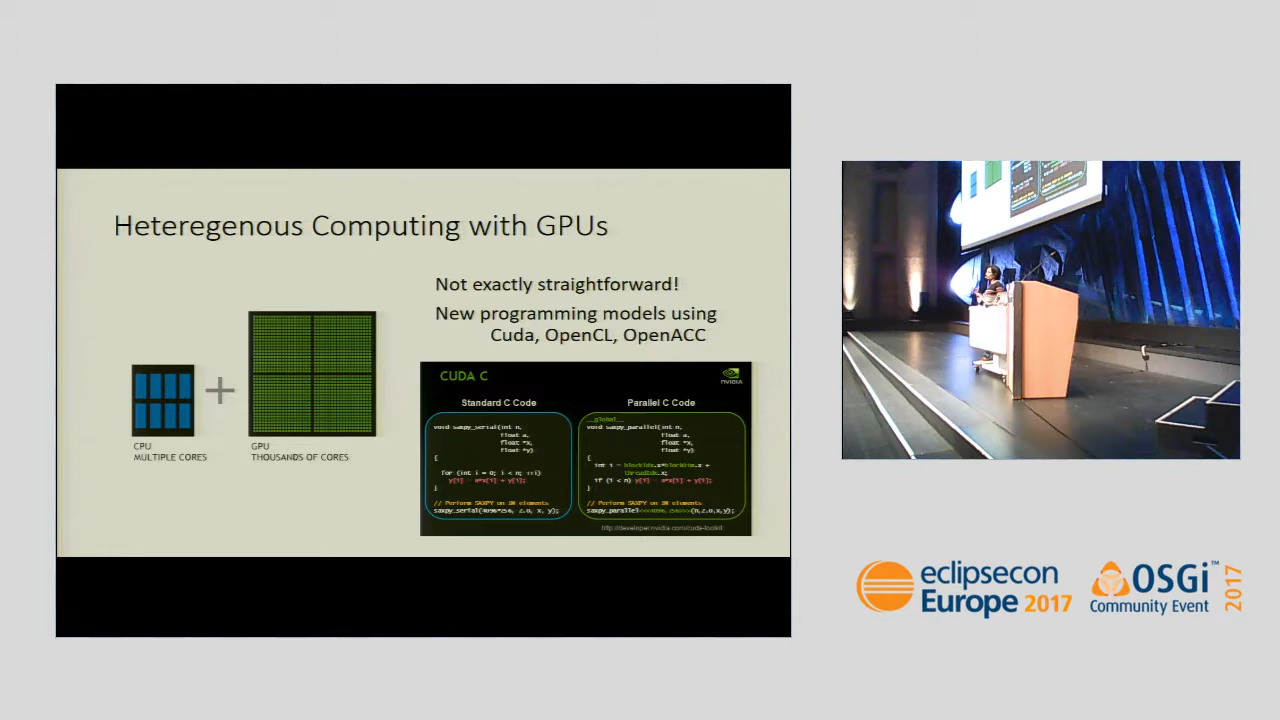 Heteregenous Computing with GPUs
Not exactly straightforward!
New programming models using
Cuda, OpenCL, OpenACC
CPU
MULTIPLE CORES
GPU
THOUSANDS OF CORES
CUDA C
NVIDIA
Standard C Code
void saxpy_serial(int n,
float a,
float *x,
float *y)
{
for (int i = 0; i < n; ++i)
y[i] = a*x[i] + y[i];
}
// Perform SAXPY on 1M elements
saxpy_serial(4096*256, 2.0, x, y);
Parallel C Code
__global__
void saxpy_parallel(int n,
float a,
float *x,
float *y)
{
int i = blockIdx.x*blockDim.x +
threadIdx.x;
if (i < n) y[i] = a*x[i] + y[i];
}
// Perform SAXPY on 1M elements
saxpy_parallel<<<4096,256>>>(n,2.0,x,y);
http://developer.nvidia.com/cuda-toolkit
eclipsecon
Europe 2017
OSGi™
Community Event
2017